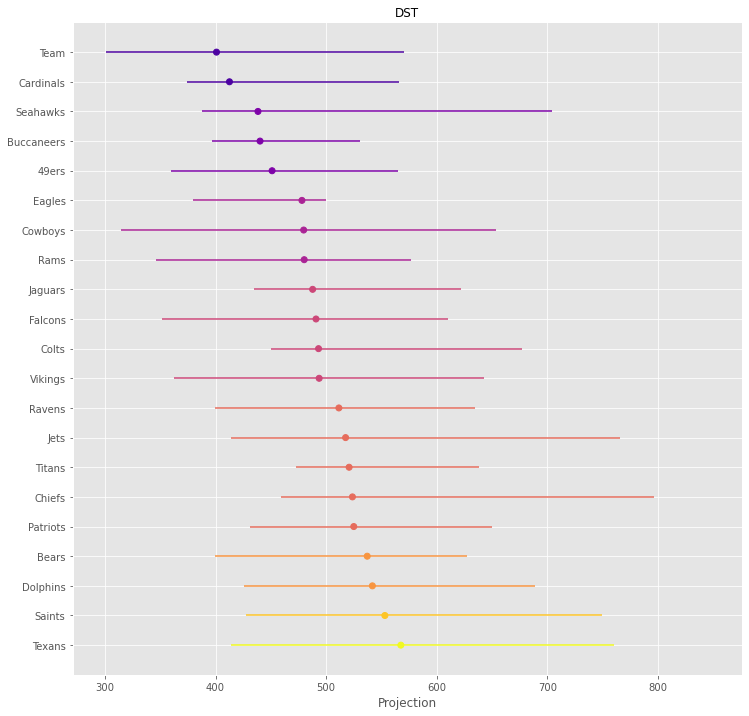 DST
Team
Cardinals
Seahawks
Buccaneers
49ers
Eagles
Cowboys
Rams
Jaguars
Falcons
Colts
Vikings
Ravens
Jets
Titans
Chiefs
Patriots
Bears
Dolphins
Saints
Texans
300 400 500 600 700 800
Projection